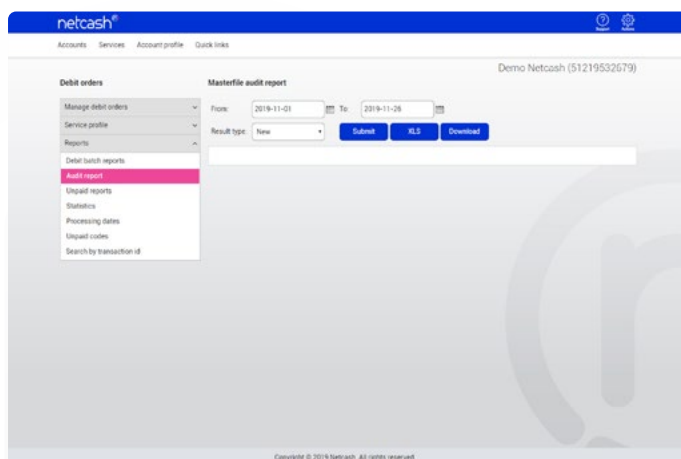 netcash®
Support Admin
Accounts Services Account profile Quick links
Demo Netcash (51219532679)
Debit orders
Masterfile audit report
Manage debit orders
From: 2019-11-01 To: 2019-11-26
Service profile
Result type: New Submit XLS Download
Reports
Debit batch reports
Audit report
Unpaid reports
Statistics
Processing dates
Unpaid codes
Search by transaction id
Copyright © 2019 Netcash. All rights reserved.